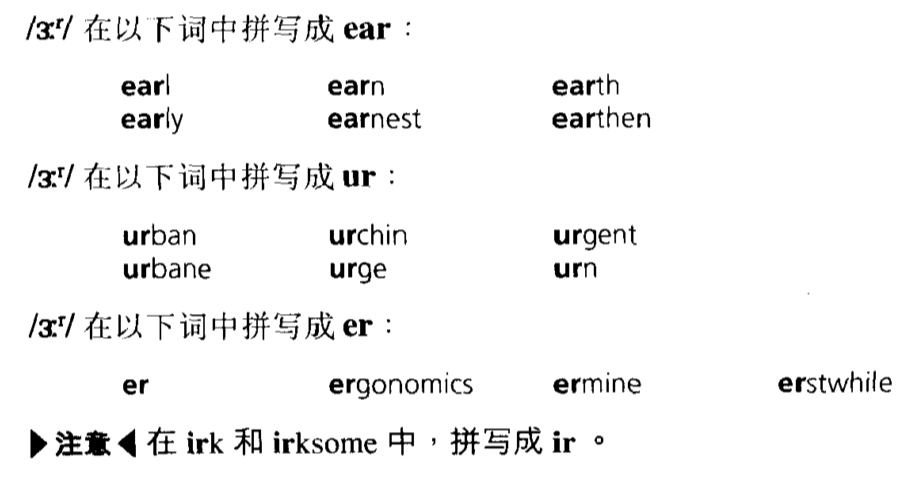 /ɜːʳ/ 在以下词中拼写成 ear：
earl earn earth
early earnest earthen
/ɜːʳ/ 在以下词中拼写成 ur：
urban urchin urgent
urbane urge urn
/ɜːʳ/ 在以下词中拼写成 er：
er ergonomics ermine erstwhile
▶注意◀ 在 irk 和 irksome 中，拼写成 ir 。